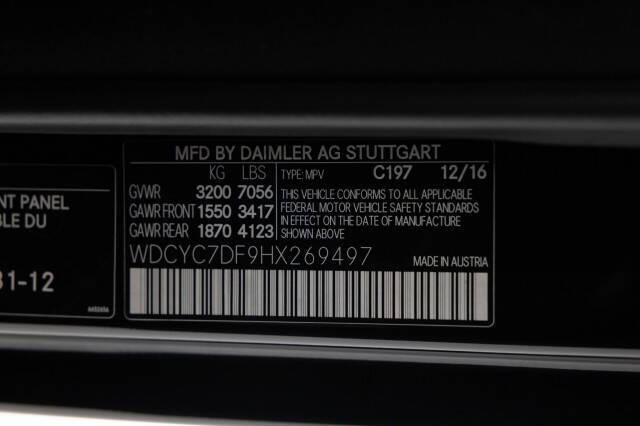 MFD BY DAIMLER AG STUTTGART
KG LBS TYPE: MPV C197 12/16
GVWR 3200 7056
GAWR FRONT 1550 3417
GAWR REAR 1870 4123
THIS VEHICLE CONFORMS TO ALL APPLICABLE
FEDERAL MOTOR VEHICLE SAFETY STANDARDS
IN EFFECT ON THE DATE OF MANUFACTURE
SHOWN ABOVE.
WDCYC7DF9HX269497 MADE IN AUSTRIA
NT PANEL
BLE DU
31-12